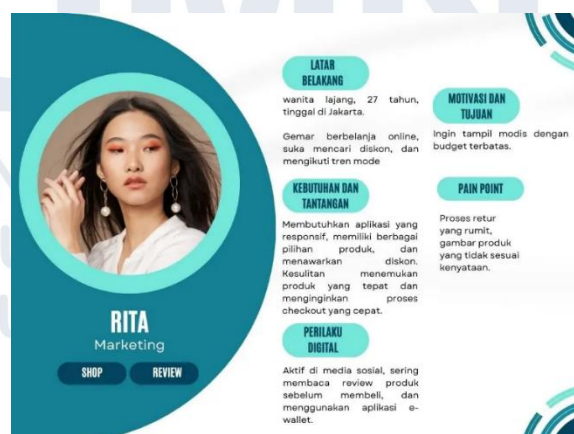 RITA
Marketing
SHOP
REVIEW
LATAR
BELAKANG
wanita lajang, 27 tahun,
tinggal di Jakarta.
Gemar berbelanja online,
suka mencari diskon, dan
mengikuti tren mode
KEBUTUHAN DAN
TANTANGAN
Membutuhkan aplikasi yang
responsif, memiliki berbagai
pilihan produk, dan
menawarkan diskon.
Kesulitan menemukan
produk yang tepat dan
menginginkan proses
checkout yang cepat.
PERILAKU
DIGITAL
Aktif di media sosial, sering
membaca review produk
sebelum membeli, dan
menggunakan aplikasi e-
wallet.
MOTIVASI DAN
TUJUAN
Ingin tampil modis dengan
budget terbatas.
PAIN POINT
Proses retur
yang rumit,
gambar produk
yang tidak sesuai
kenyataan.